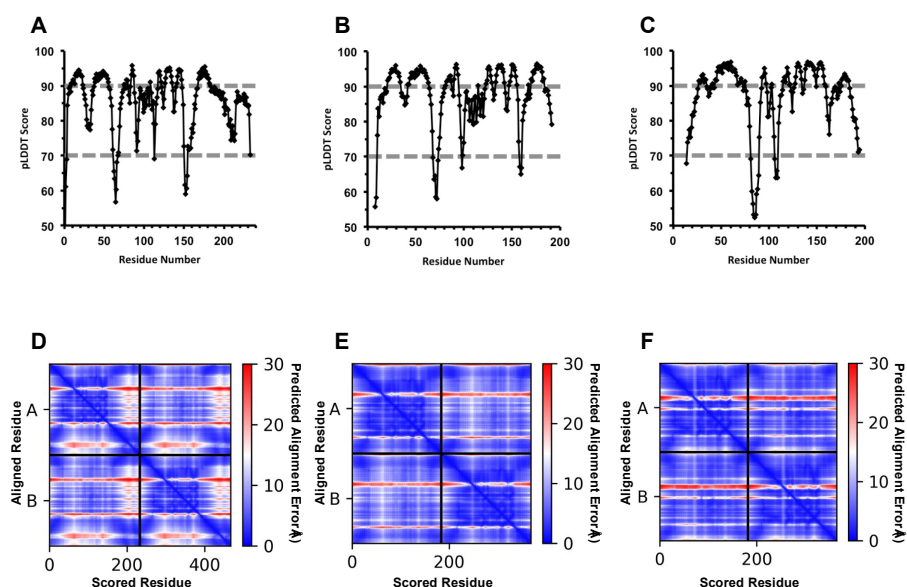 A
B
C
100
90
80
70
60
50
pLDDT Score
0
50
100
150
200
Residue Number
100
90
80
70
60
50
pLDDT Score
0
50
100
150
200
Residue Number
100
90
80
70
60
50
pLDDT Score
0
50
100
150
200
Residue Number
D
E
F
Aligned Residue
A
B
0
200
400
Scored Residue
30
20
10
0
Predicted Alignment Error(Å)
Aligned Residue
A
B
0
200
Scored Residue
30
20
10
0
Predicted Alignment Error(Å)
Aligned Residue
A
B
0
200
Scored Residue
30
20
10
0
Predicted Alignment Error(Å)